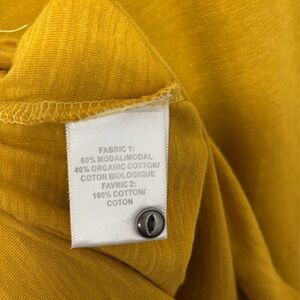 FABRIC 1:
60% MODAL/MODAL
40% ORGANIC COTTON/
COTON BIOLOGIQUE
FAVRIC 2:
100% COTTON/
COTON